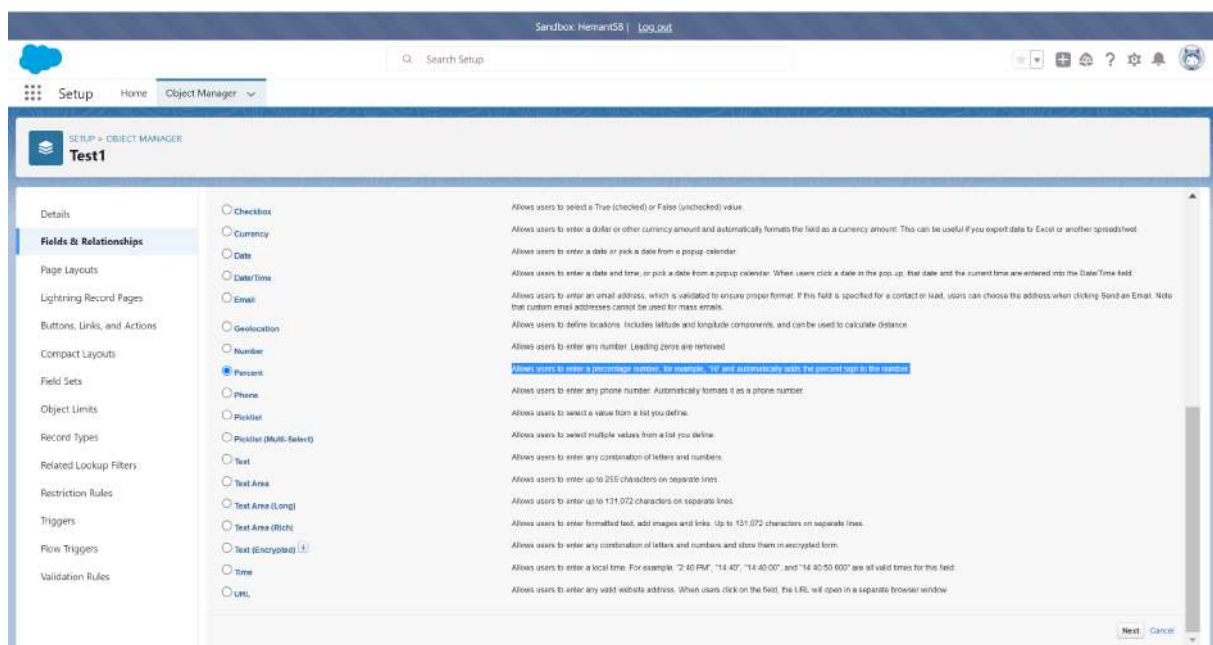 Sandbox: HemantSB | Log out
Search Setup
Setup Home Object Manager
SETUP > OBJECT MANAGER
Test1
Details
Fields & Relationships
Page Layouts
Lightning Record Pages
Buttons, Links, and Actions
Compact Layouts
Field Sets
Object Limits
Record Types
Related Lookup Filters
Restriction Rules
Triggers
Flow Triggers
Validation Rules
Checkbox Allows users to select a True (checked) or False (unchecked) value.
Currency Allows users to enter a dollar or other currency amount and automatically formats the field as a currency amount. This can be useful if you export data to Excel or another spreadsheet.
Date Allows users to enter a date or pick a date from a popup calendar.
Date/Time Allows users to enter a date and time, or pick a date from a popup calendar. When users click a date in the pop-up, that date and the current time are entered into the Date/Time field.
Email Allows users to enter an email address, which is validated to ensure proper format. If this field is specified for a contact or lead, users can choose the address when clicking Send an Email. Note
that custom email addresses cannot be used for mass emails.
Geolocation Allows users to define locations. Includes latitude and longitude components, and can be used to calculate distance.
Number Allows users to enter any number. Leading zeros are removed.
Percent Allows users to enter a percentage number, for example, '10' and automatically adds the percent sign to the number.
Phone Allows users to enter any phone number. Automatically formats it as a phone number.
Picklist Allows users to select a value from a list you define.
Picklist (Multi-Select) Allows users to select multiple values from a list you define.
Text Allows users to enter any combination of letters and numbers.
Text Area Allows users to enter up to 255 characters on separate lines.
Text Area (Long) Allows users to enter up to 131,072 characters on separate lines.
Text Area (Rich) Allows users to enter formatted text, add images and links. Up to 131,072 characters on separate lines.
Text (Encrypted) Allows users to enter any combination of letters and numbers and store them in encrypted form.
Time Allows users to enter a local time. For example, "2:40 PM", "14:40", "14:40:00", and "14:40:50.600" are all valid times for this field.
URL Allows users to enter any valid website address. When users click on the field, the URL will open in a separate browser window.
Next Cancel